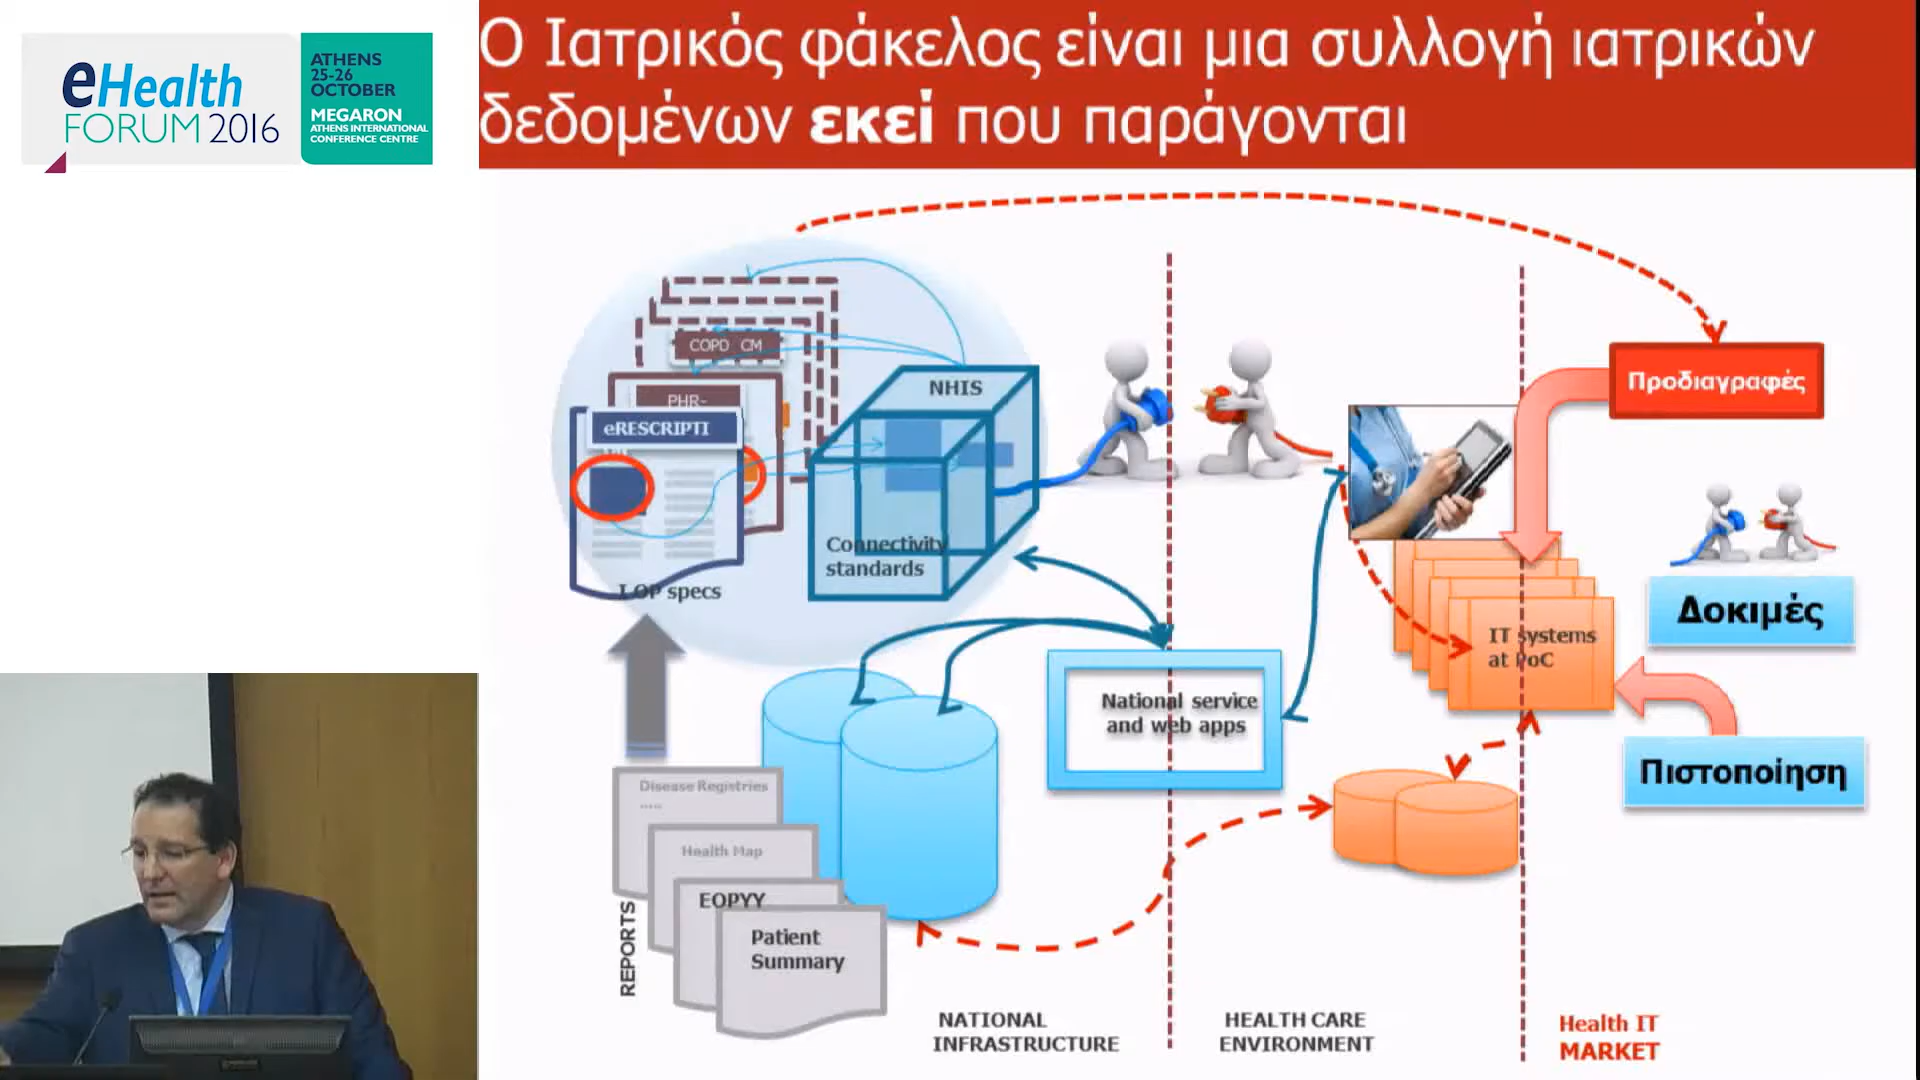 eHealth
FORUM 2016
ATHENS
25-26
OCTOBER
MEGARON
ATHENS INTERNATIONAL
CONFERENCE CENTRE
Ο Ιατρικός φάκελος είναι μια συλλογή ιατρικών
δεδομένων εκεί που παράγονται
COPD CM
PHR-
eRESCRIPTI
NHIS
Connectivity
standards
IOP specs
Προδιαγραφές
IT systems
at PoC
Δοκιμές
Πιστοποίηση
National service
and web apps
Disease Registries
.....
Health Map
EOPYY
Patient
Summary
REPORTS
NATIONAL
INFRASTRUCTURE
HEALTH CARE
ENVIRONMENT
Health IT
MARKET